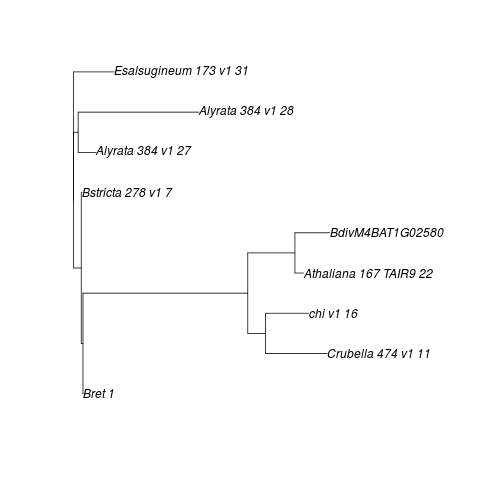 Esalsugineum 173 v1 31
Alyrata 384 v1 28
Alyrata 384 v1 27
Bstricta 278 v1 7
BdivM4BAT1G02580
Athaliana 167 TAIR9 22
chi v1 16
Crubella 474 v1 11
Bret 1